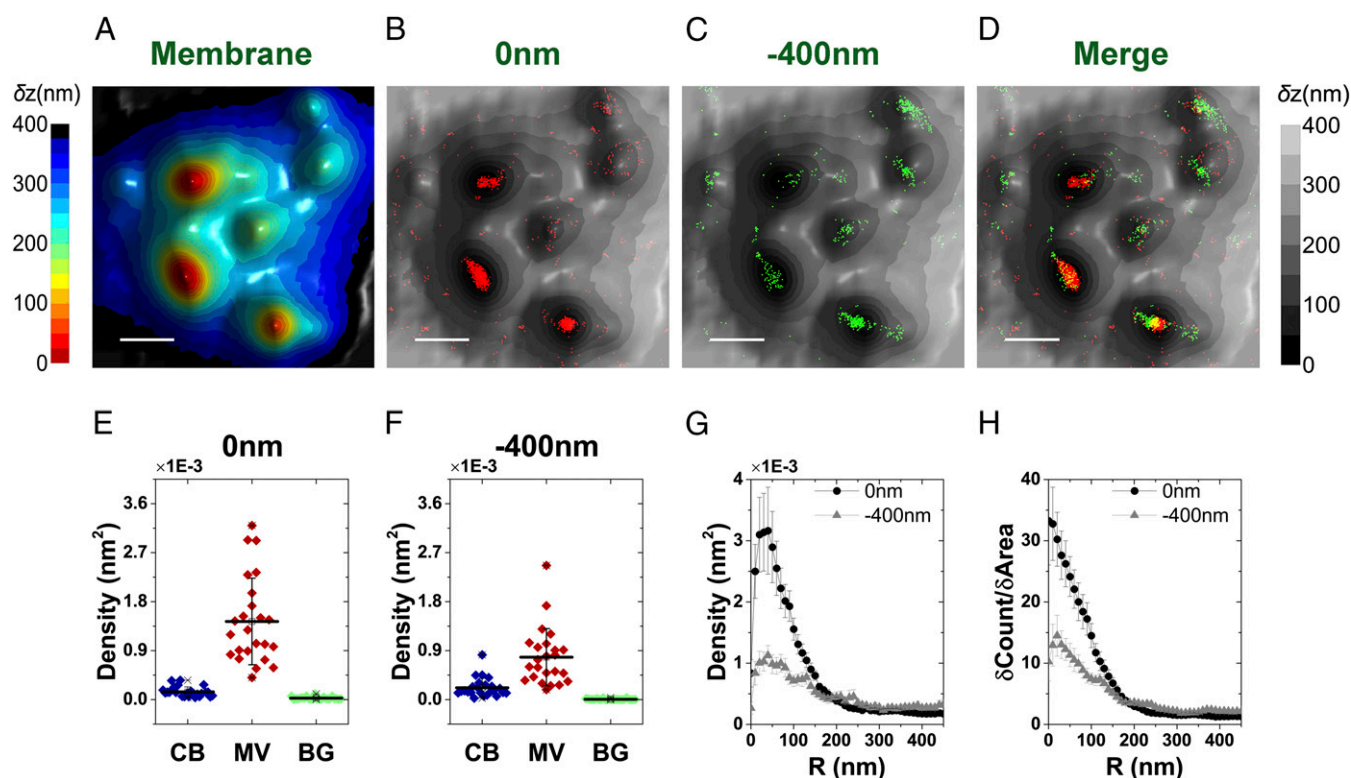 A B C D
Membrane 0nm -400nm Merge
δz(nm) δz(nm)
400 400
300 300
200 200
100 100
0 0
E F G H
0nm -400nm
×1E-3 ×1E-3 ×1E-3
Density (nm²)
3.6
2.7
1.8
0.9
0.0
CB MV BG
Density (nm²)
3.6
2.7
1.8
0.9
0.0
CB MV BG
Density (nm²)
4
3
2
1
0
0nm
-400nm
0 100 200 300 400
R (nm)
δCount/δArea
40
30
20
10
0
0nm
-400nm
0 100 200 300 400
R (nm)